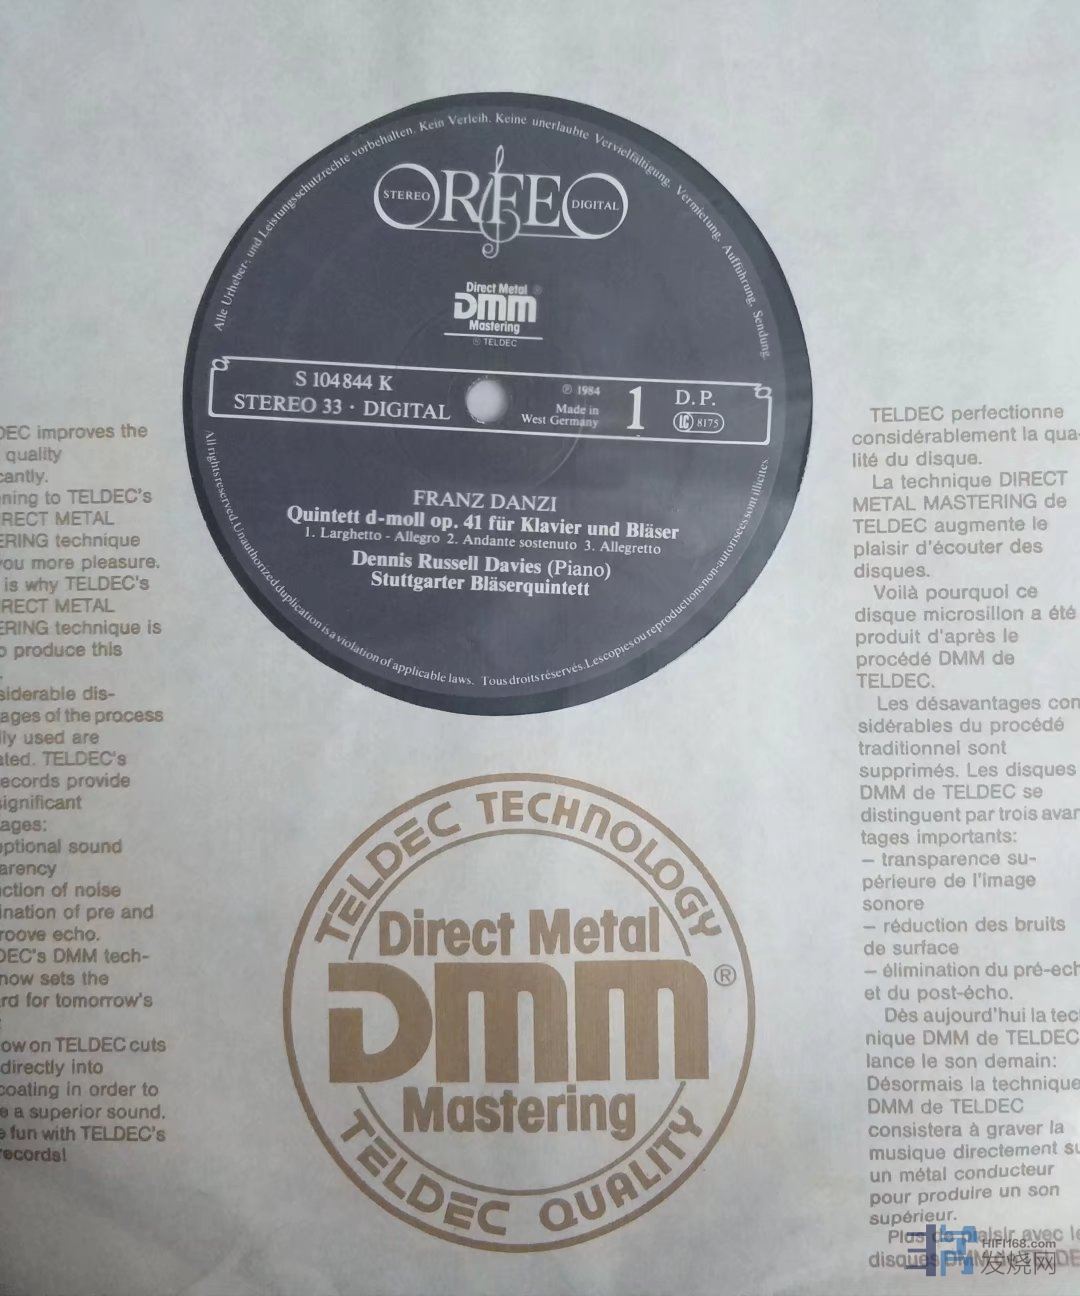 Alle Urheber- und Leistungsschutzrechte vorbehalten. Kein Verleih. Keine unerlaubte Vervielfältigung, Vermietung, Aufführung, Sendung.
STEREO ORFEO DIGITAL
Direct Metal ®
DMM
Mastering
℗ TELDEC
S 104 844 K
STEREO 33 · DIGITAL
℗ 1984
Made in
West Germany
1
D.P.
LC 8175
FRANZ DANZI
Quintett d-moll op. 41 für Klavier und Bläser
1. Larghetto - Allegro 2. Andante sostenuto 3. Allegretto
Dennis Russell Davies (Piano)
Stuttgarter Bläserquintett
All rights reserved. Unauthorized duplication is a violation of applicable laws. Tous droits réservés. Les copies ou reproductions non-autorisées sont illicites
DEC improves the
quality
cantly.
ning to TELDEC's
RECT METAL
ERING technique
you more pleasure.
is why TELDEC's
RECT METAL
ERING technique is
o produce this
siderable dis-
ages of the process
lly used are
ated. TELDEC's
ecords provide
significant
ages:
ptional sound
arency
ction of noise
ination of pre and
roove echo.
DEC's DMM tech-
now sets the
rd for tomorrow's
ow on TELDEC cuts
directly into
coating in order to
e a superior sound.
e fun with TELDEC's
records!
TELDEC TECHNOLOGY
Direct Metal
DMM®
Mastering
TELDEC QUALITY
TELDEC perfectionne
considérablement la qua-
lité du disque.
La technique DIRECT
METAL MASTERING de
TELDEC augmente le
plaisir d'écouter des
disques.
Voilà pourquoi ce
disque microsillon a été
produit d'après le
procédé DMM de
TELDEC.
Les désavantages con
sidérables du procédé
traditionnel sont
supprimés. Les disques
DMM de TELDEC se
distinguent par trois avan
tages importants:
– transparence su-
périeure de l'image
sonore
– réduction des bruits
de surface
– élimination du pré-ech
et du post-écho.
Dès aujourd'hui la tec
nique DMM de TELDEC
lance le son demain:
Désormais la technique
DMM de TELDEC
consistera à graver la
musique directement su
un métal conducteur
pour produire un son
supérieur.
Plus de plaisir avec le
disques DMM
HIFI168.com
发烧网